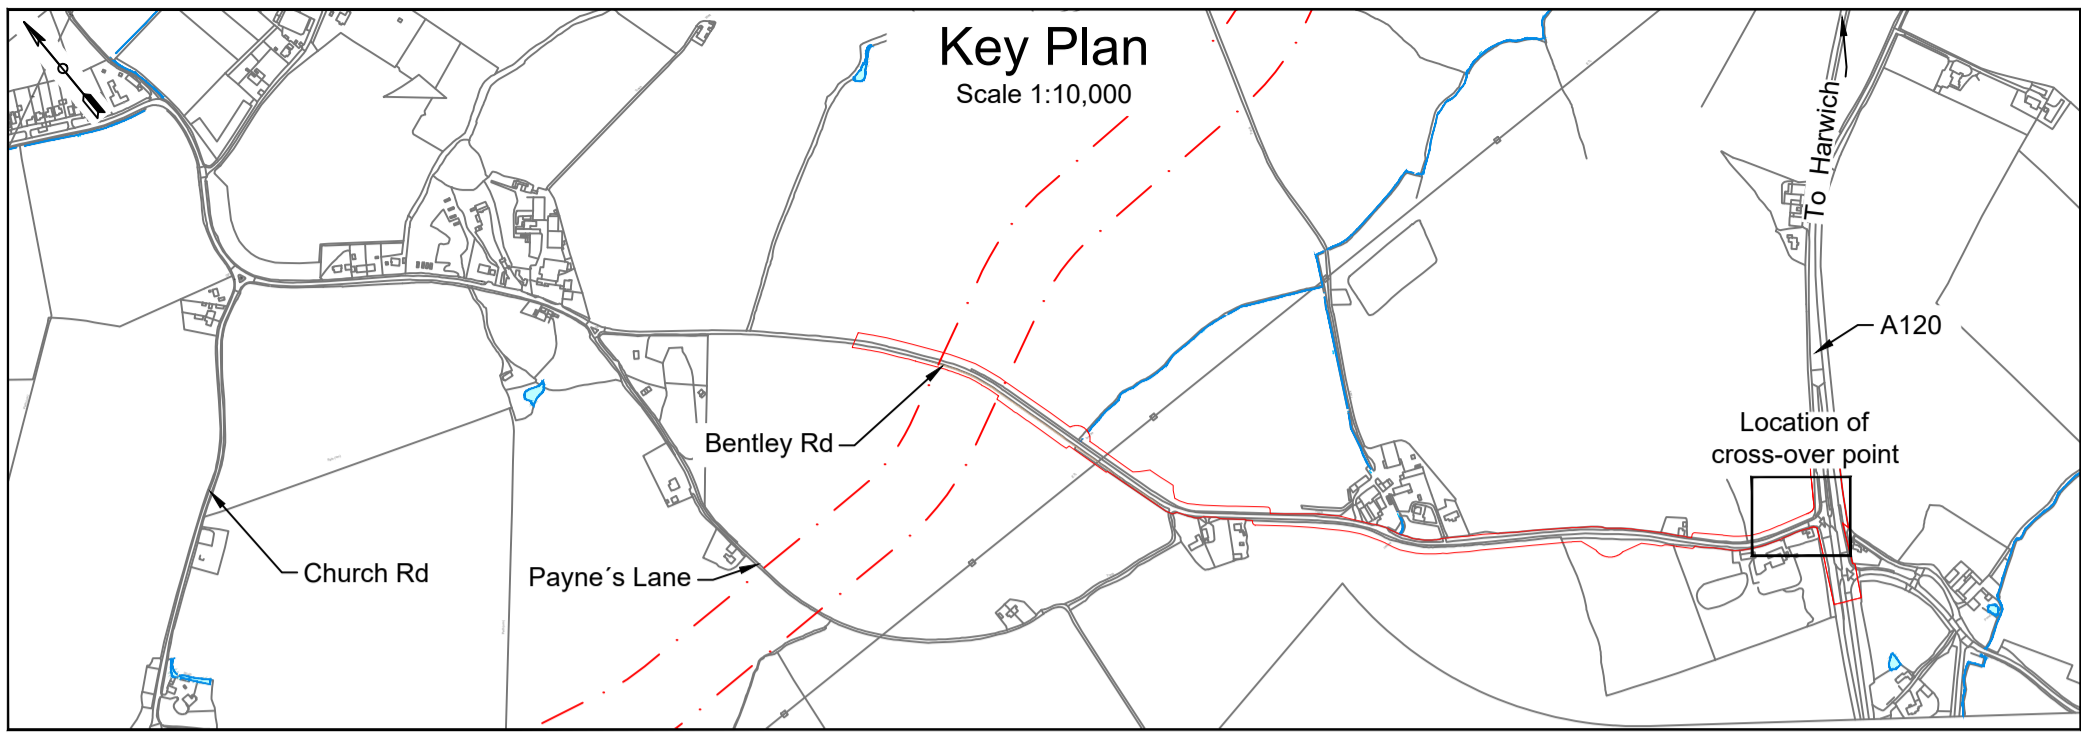 Key Plan
Scale 1:10,000
To Harwich
A120
Location of
cross-over point
Bentley Rd
Church Rd
Payne´s Lane